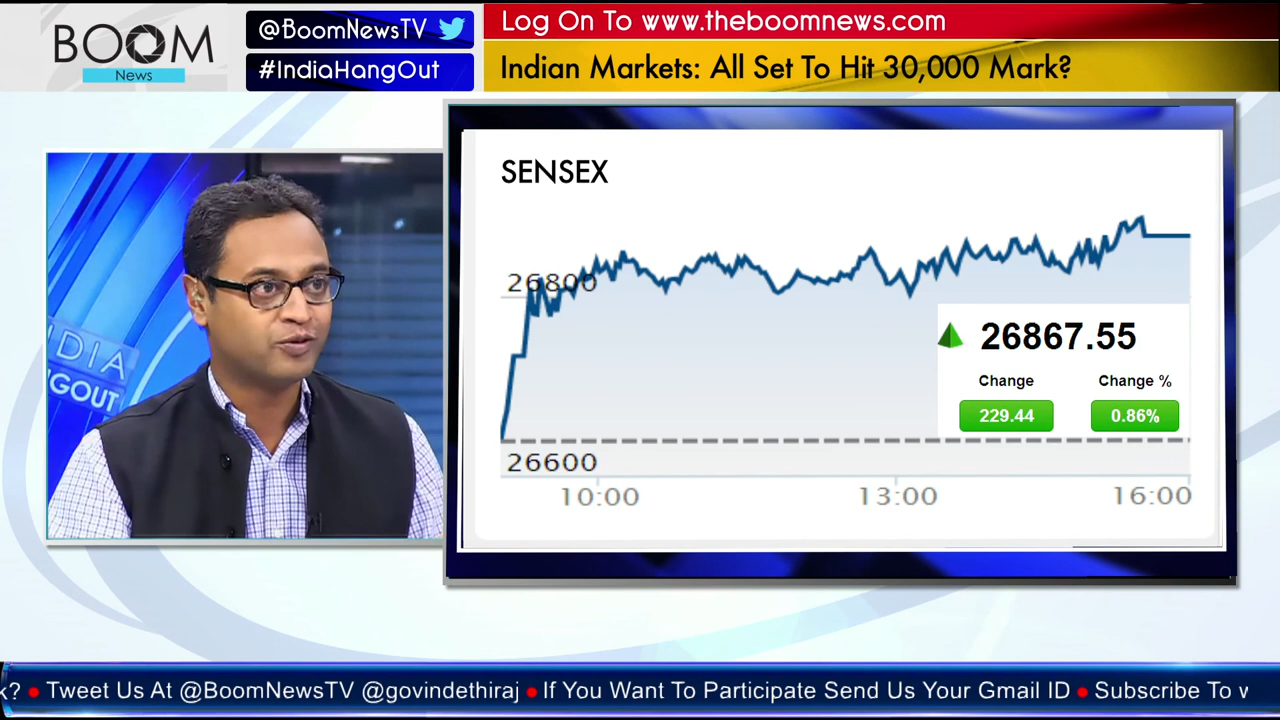 BOOM
News
@BoomNewsTV
#IndiaHangOut
Log On To www.theboomnews.com
Indian Markets: All Set To Hit 30,000 Mark?
SENSEX
26800
26867.55
Change Change %
229.44 0.86%
26600
10:00 13:00 16:00
DIA
NGOUT
k? ● Tweet Us At @BoomNewsTV @govindethiraj ● If You Want To Participate Send Us Your Gmail ID ● Subscribe To w